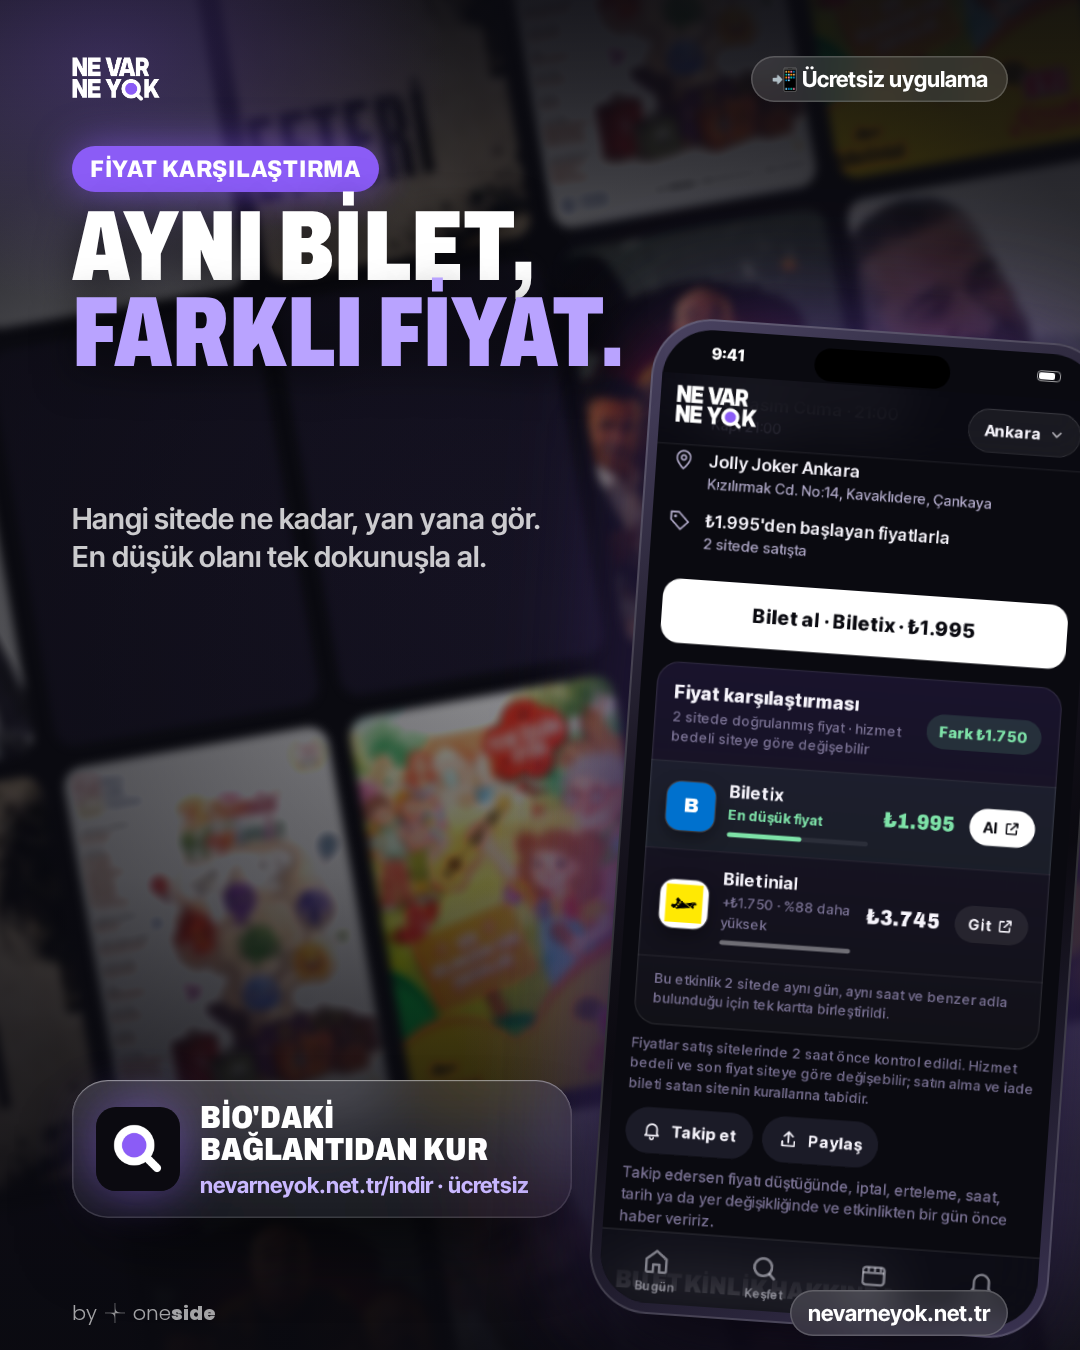 NE VAR
NE YOK
📲 Ücretsiz uygulama
FİYAT KARŞILAŞTIRMA
AYNI BİLET,
FARKLI FİYAT.
Hangi sitede ne kadar, yan yana gör.
En düşük olanı tek dokunuşla al.
9:41
NE VAR
NE YOK
Ankara
Jolly Joker Ankara
Kızılırmak Cd. No:14, Kavaklıdere, Çankaya
₺1.995'den başlayan fiyatlarla
2 sitede satışta
Bilet al · Biletix · ₺1.995
Fiyat karşılaştırması
2 sitede doğrulanmış fiyat · hizmet
bedeli siteye göre değişebilir
Fark ₺1.750
B
Biletix
En düşük fiyat
₺1.995
Al
Biletinial
+₺1.750 · %88 daha
yüksek
₺3.745
Git
Bu etkinlik 2 sitede aynı gün, aynı saat ve benzer adla
bulunduğu için tek kartta birleştirildi.
Fiyatlar satış sitelerinde 2 saat önce kontrol edildi. Hizmet
bedeli ve son fiyat siteye göre değişebilir; satın alma ve iade
bileti satan sitenin kurallarına tabidir.
Takip et
Paylaş
Takip edersen fiyatı düştüğünde, iptal, erteleme, saat,
tarih ya da yer değişikliğinde ve etkinlikten bir gün önce
haber veririz.
Bugün
Keşfet
BİO'DAKİ
BAĞLANTIDAN KUR
nevarneyok.net.tr/indir · ücretsiz
by oneside
nevarneyok.net.tr